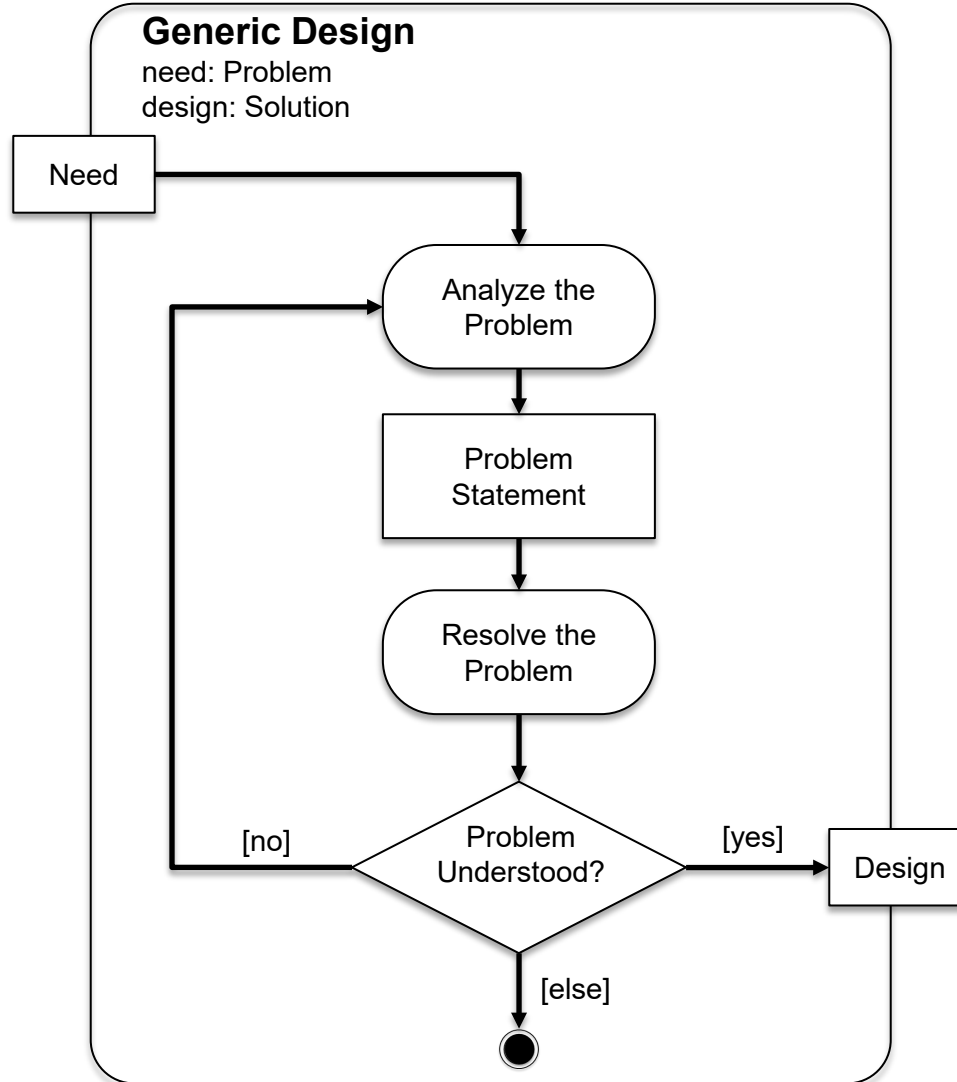 Generic Design
need: Problem
design: Solution
Need
Analyze the
Problem
Problem
Statement
Resolve the
Problem
Problem
Understood?
[no]
[yes]
Design
[else]